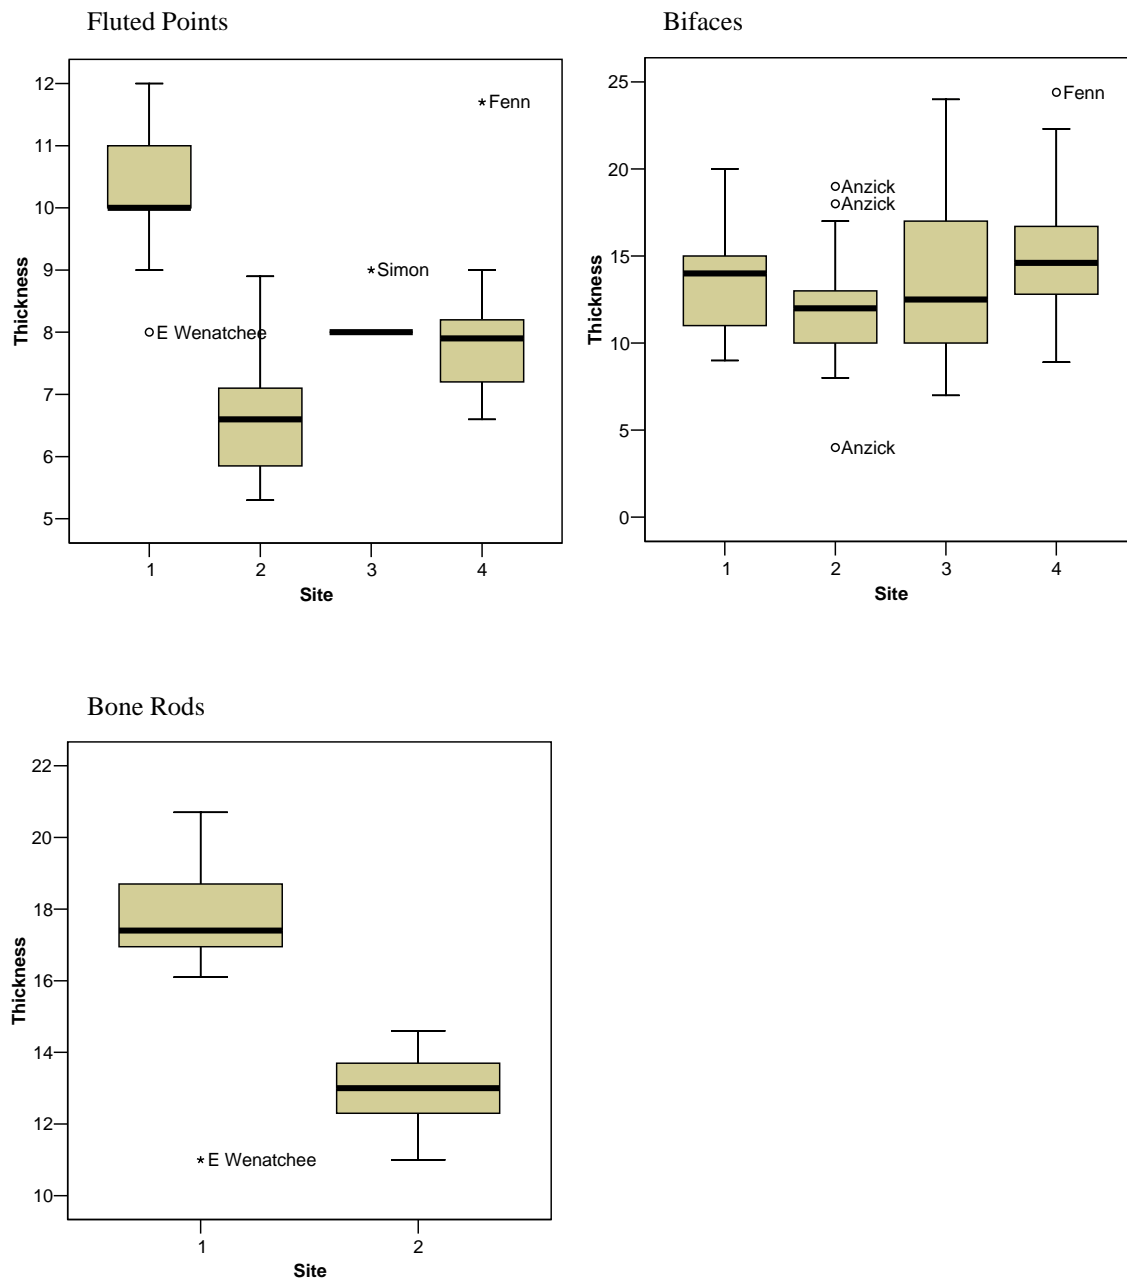 Fluted Points
12
11
10
9
8
7
6
5
Thickness
*Fenn
*Simon
E Wenatchee
1 2 3 4
Site
Bifaces
25
20
15
10
5
0
Thickness
Fenn
Anzick
Anzick
Anzick
1 2 3 4
Site
Bone Rods
22
20
18
16
14
12
10
Thickness
*E Wenatchee
1 2
Site